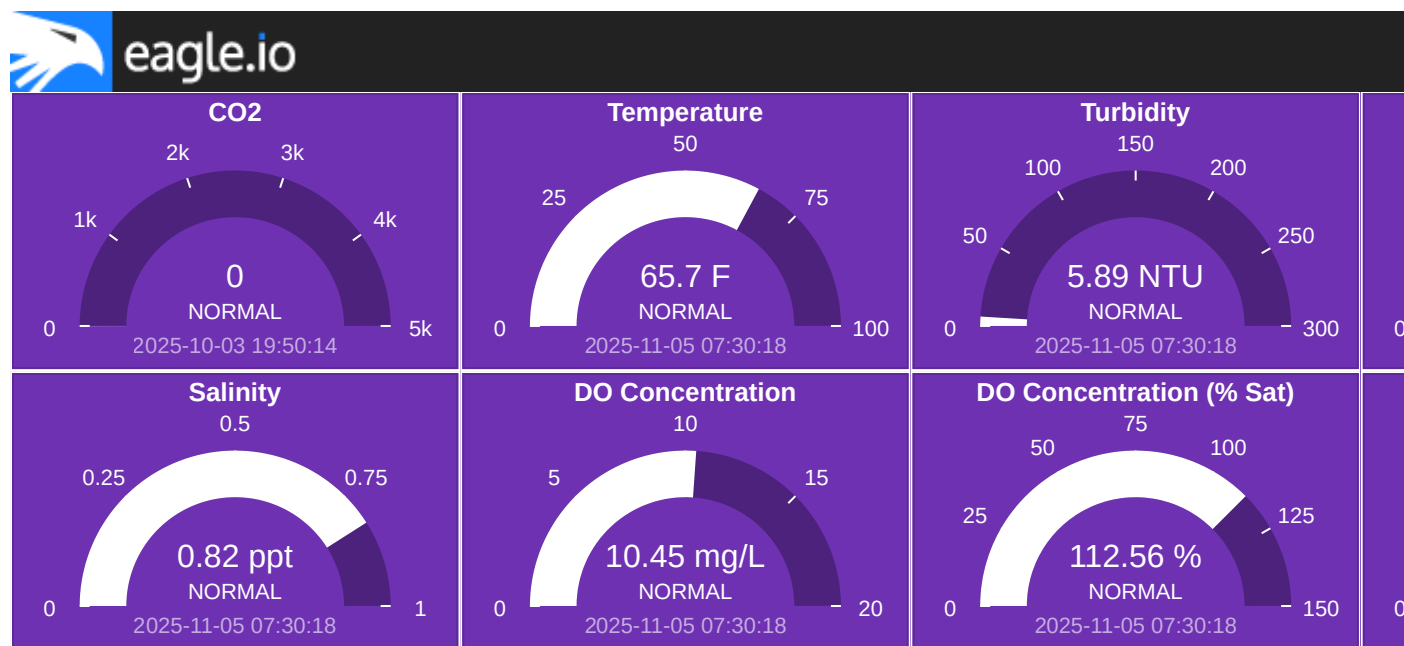 eagle.io
CO2
0
1k
2k
3k
4k
5k
0
NORMAL
2025-10-03 19:50:14
Temperature
0
25
50
75
100
65.7 F
NORMAL
2025-11-05 07:30:18
Turbidity
0
50
100
150
200
250
300
5.89 NTU
NORMAL
2025-11-05 07:30:18
0
Salinity
0
0.25
0.5
0.75
1
0.82 ppt
NORMAL
2025-11-05 07:30:18
DO Concentration
0
5
10
15
20
10.45 mg/L
NORMAL
2025-11-05 07:30:18
DO Concentration (% Sat)
0
25
50
75
100
125
150
112.56 %
NORMAL
2025-11-05 07:30:18
0